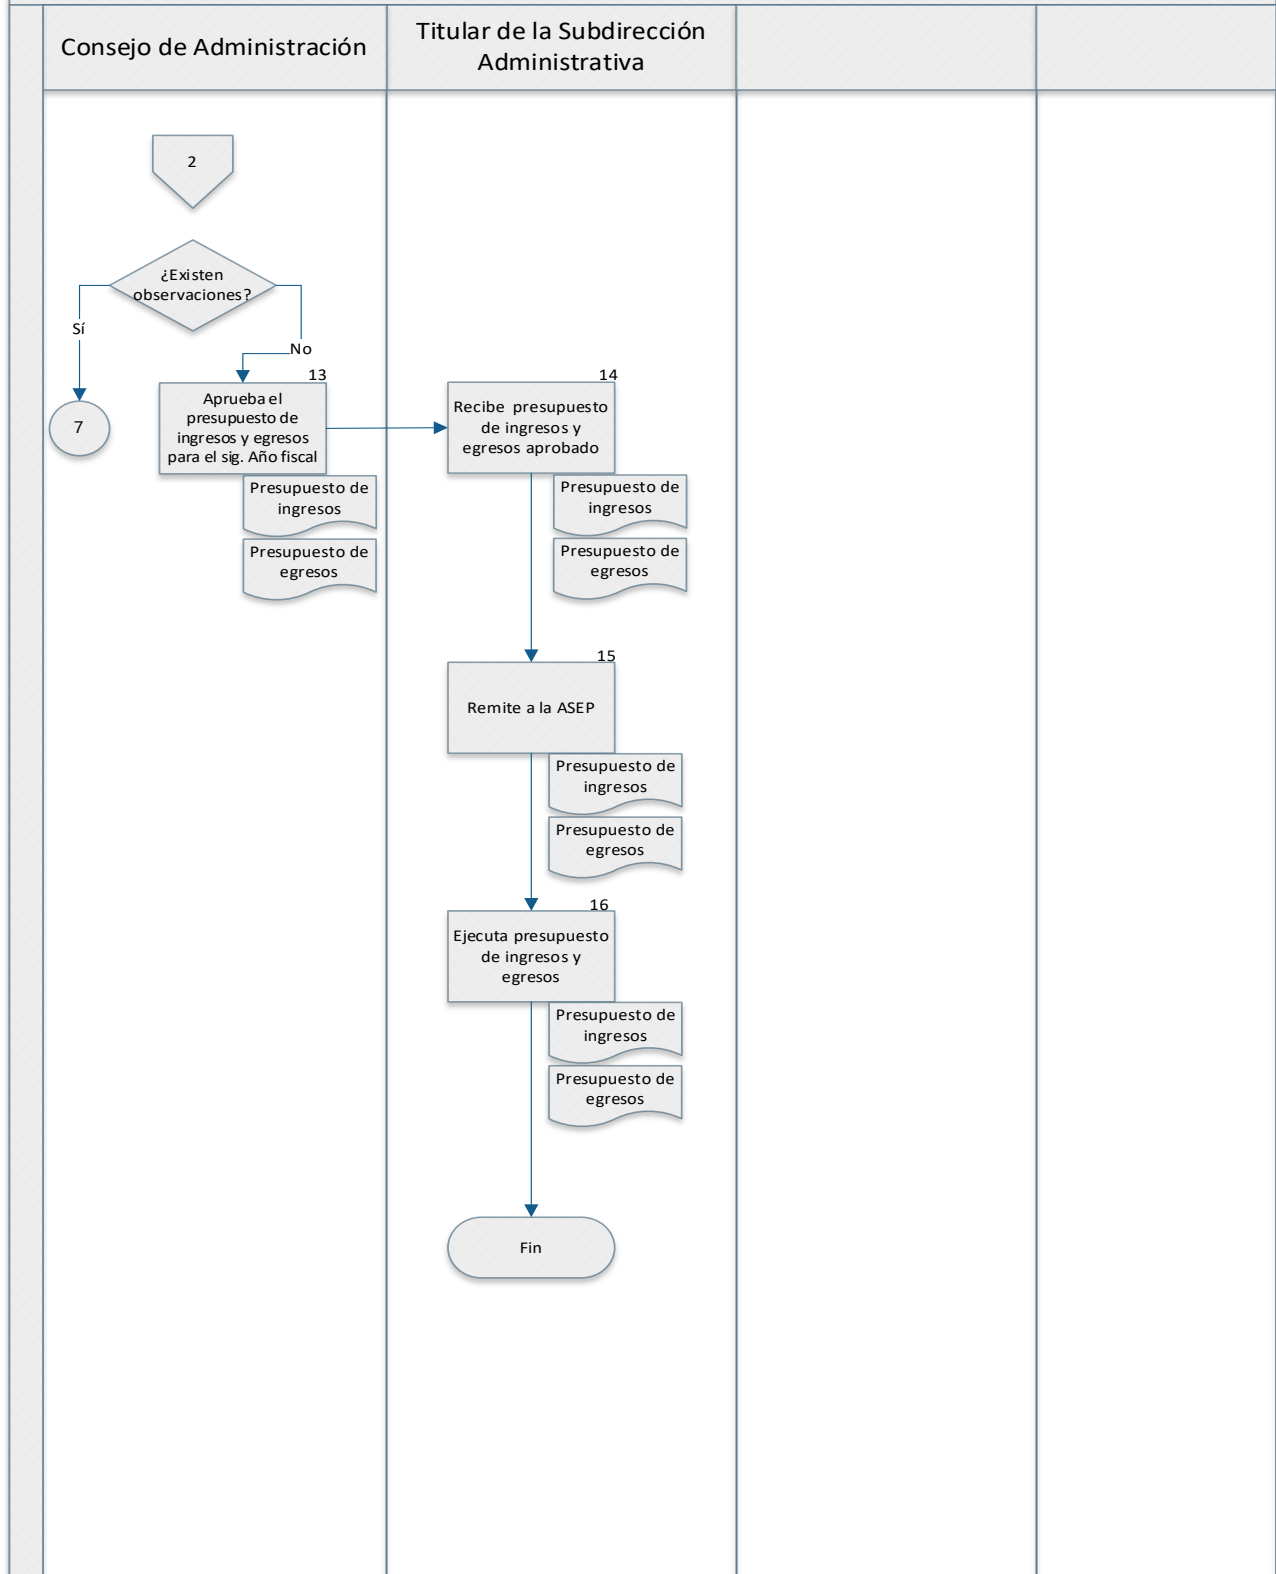 Consejo de Administración
Titular de la Subdirección
Administrativa
2
¿Existen
observaciones?
Sí
No
7
13
Aprueba el
presupuesto de
ingresos y egresos
para el sig. Año fiscal
Presupuesto de
ingresos
Presupuesto de
egresos
14
Recibe presupuesto
de ingresos y
egresos aprobado
Presupuesto de
ingresos
Presupuesto de
egresos
15
Remite a la ASEP
Presupuesto de
ingresos
Presupuesto de
egresos
16
Ejecuta presupuesto
de ingresos y
egresos
Presupuesto de
ingresos
Presupuesto de
egresos
Fin